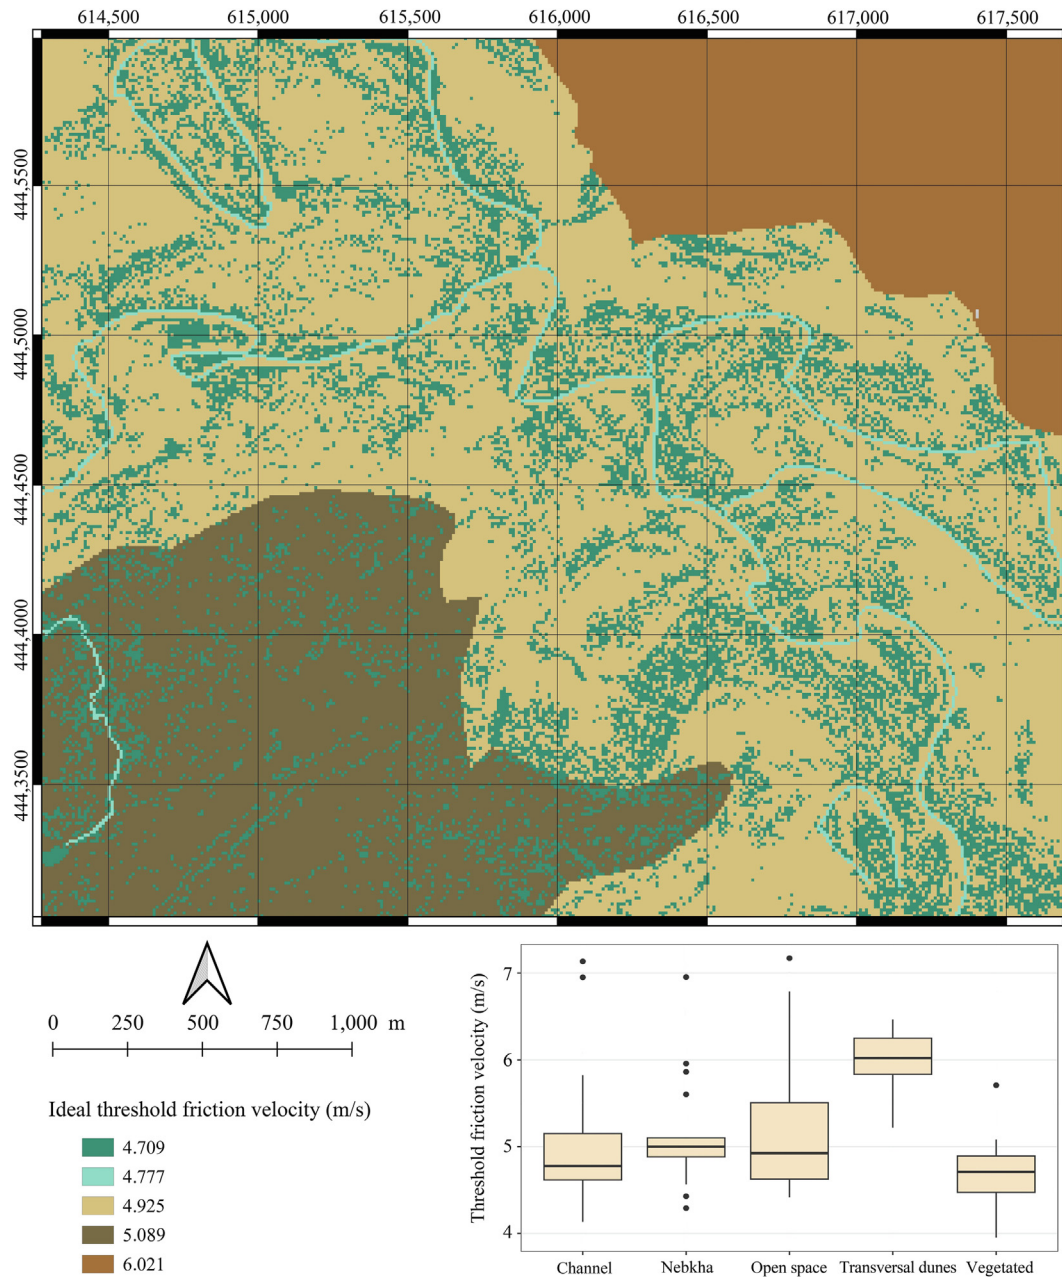 614,500 615,000 615,500 616,000 616,500 617,000 617,500
444,5500
444,5000
444,4500
444,4000
444,3500
0 250 500 750 1,000 m
Ideal threshold friction velocity (m/s)
4.709
4.777
4.925
5.089
6.021
Threshold friction velocity (m/s)
7
6
5
4
Channel Nebkha Open space Transversal dunes Vegetated